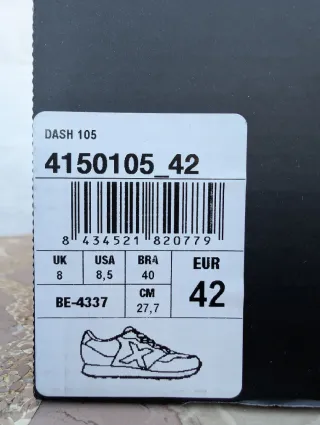 DASH 105
4150105_42
8 434521 820779
UK USA BRA EUR
8 8,5 40 42
BE-4337 CM
27,7